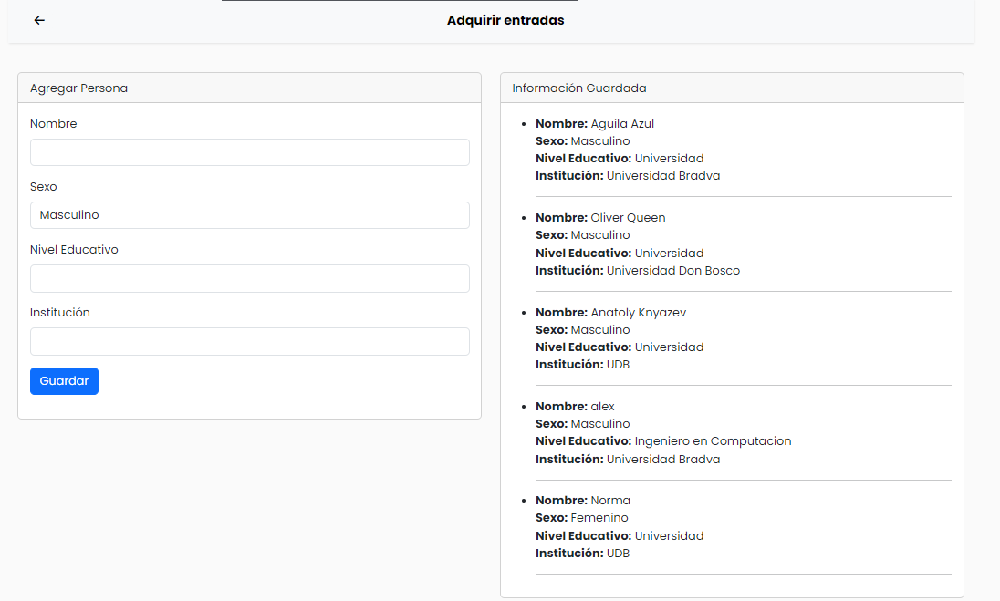 Adquirir entradas
Agregar Persona
Nombre
Sexo
Masculino
Nivel Educativo
Institución
Guardar
Información Guardada
Nombre: Aguila Azul
Sexo: Masculino
Nivel Educativo: Universidad
Institución: Universidad Bradva
Nombre: Oliver Queen
Sexo: Masculino
Nivel Educativo: Universidad
Institución: Universidad Don Bosco
Nombre: Anatoly Knyazev
Sexo: Masculino
Nivel Educativo: Universidad
Institución: UDB
Nombre: alex
Sexo: Masculino
Nivel Educativo: Ingeniero en Computacion
Institución: Universidad Bradva
Nombre: Norma
Sexo: Femenino
Nivel Educativo: Universidad
Institución: UDB